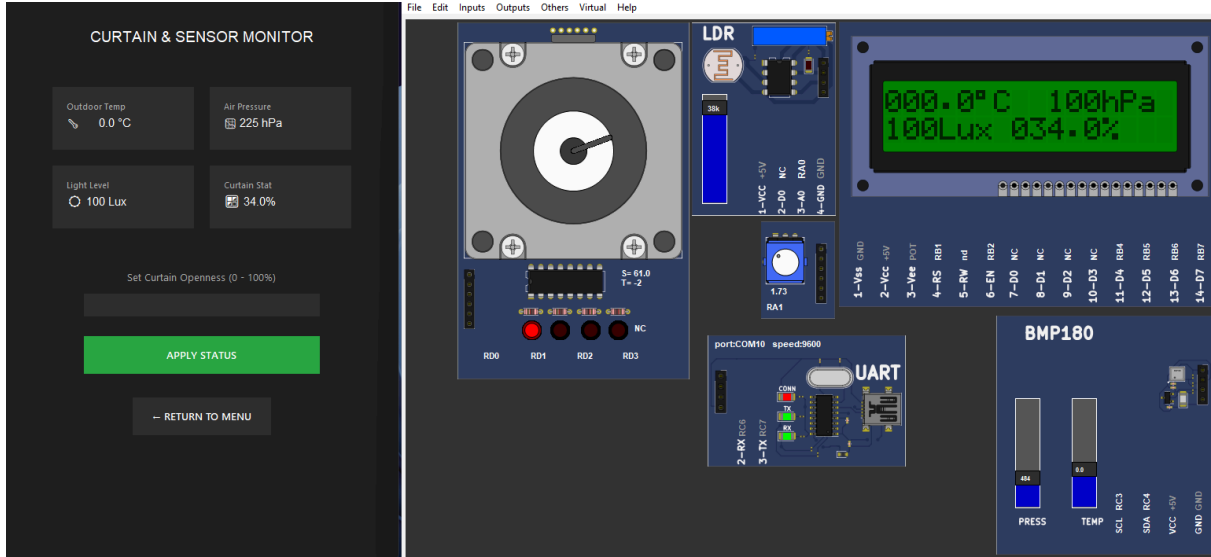 CURTAIN & SENSOR MONITOR
Outdoor Temp
0.0 °C
Air Pressure
225 hPa
Light Level
100 Lux
Curtain Stat
34.0%
Set Curtain Openness (0 - 100%)
APPLY STATUS
← RETURN TO MENU
File Edit Inputs Outputs Others Virtual Help
S= 61.0
T= -2
NC
RD0 RD1 RD2 RD3
LDR
38k
1-VCC +5V
2-D0 NC
3-A0 RA0
4-GND GND
1.73
RA1
000.0°C 100hPa
100Lux 034.0%
1-Vss GND
2-Vcc +5V
3-Vee POT
4-RS RB1
5-RW nd
6-EN RB2
7-D0 NC
8-D1 NC
9-D2 NC
10-D3 NC
11-D4 RB4
12-D5 RB5
13-D6 RB6
14-D7 RB7
port:COM10 speed:9600
UART
CONN
TX
RX
2-RX RC6
3-TX RC7
BMP180
484
0.0
PRESS
TEMP
SCL RC3
SDA RC4
VCC +5V
GND GND